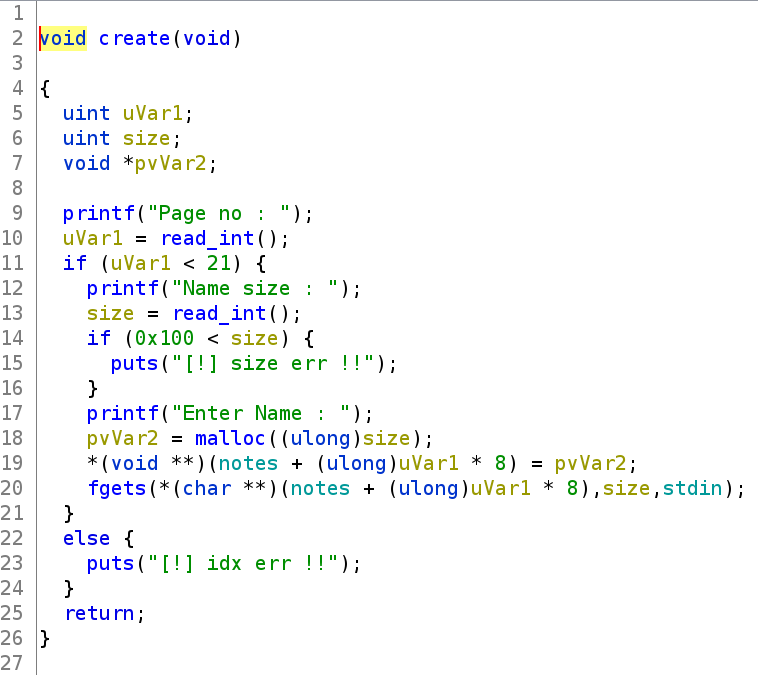 1
2 void create(void)
3
4 {
5   uint uVar1;
6   uint size;
7   void *pvVar2;
8
9   printf("Page no : ");
10   uVar1 = read_int();
11   if (uVar1 < 21) {
12     printf("Name size : ");
13     size = read_int();
14     if (0x100 < size) {
15       puts("[!] size err !!");
16     }
17     printf("Enter Name : ");
18     pvVar2 = malloc((ulong)size);
19     *(void **)(notes + (ulong)uVar1 * 8) = pvVar2;
20     fgets(*(char **)(notes + (ulong)uVar1 * 8),size,stdin);
21   }
22   else {
23     puts("[!] idx err !!");
24   }
25   return;
26 }
27